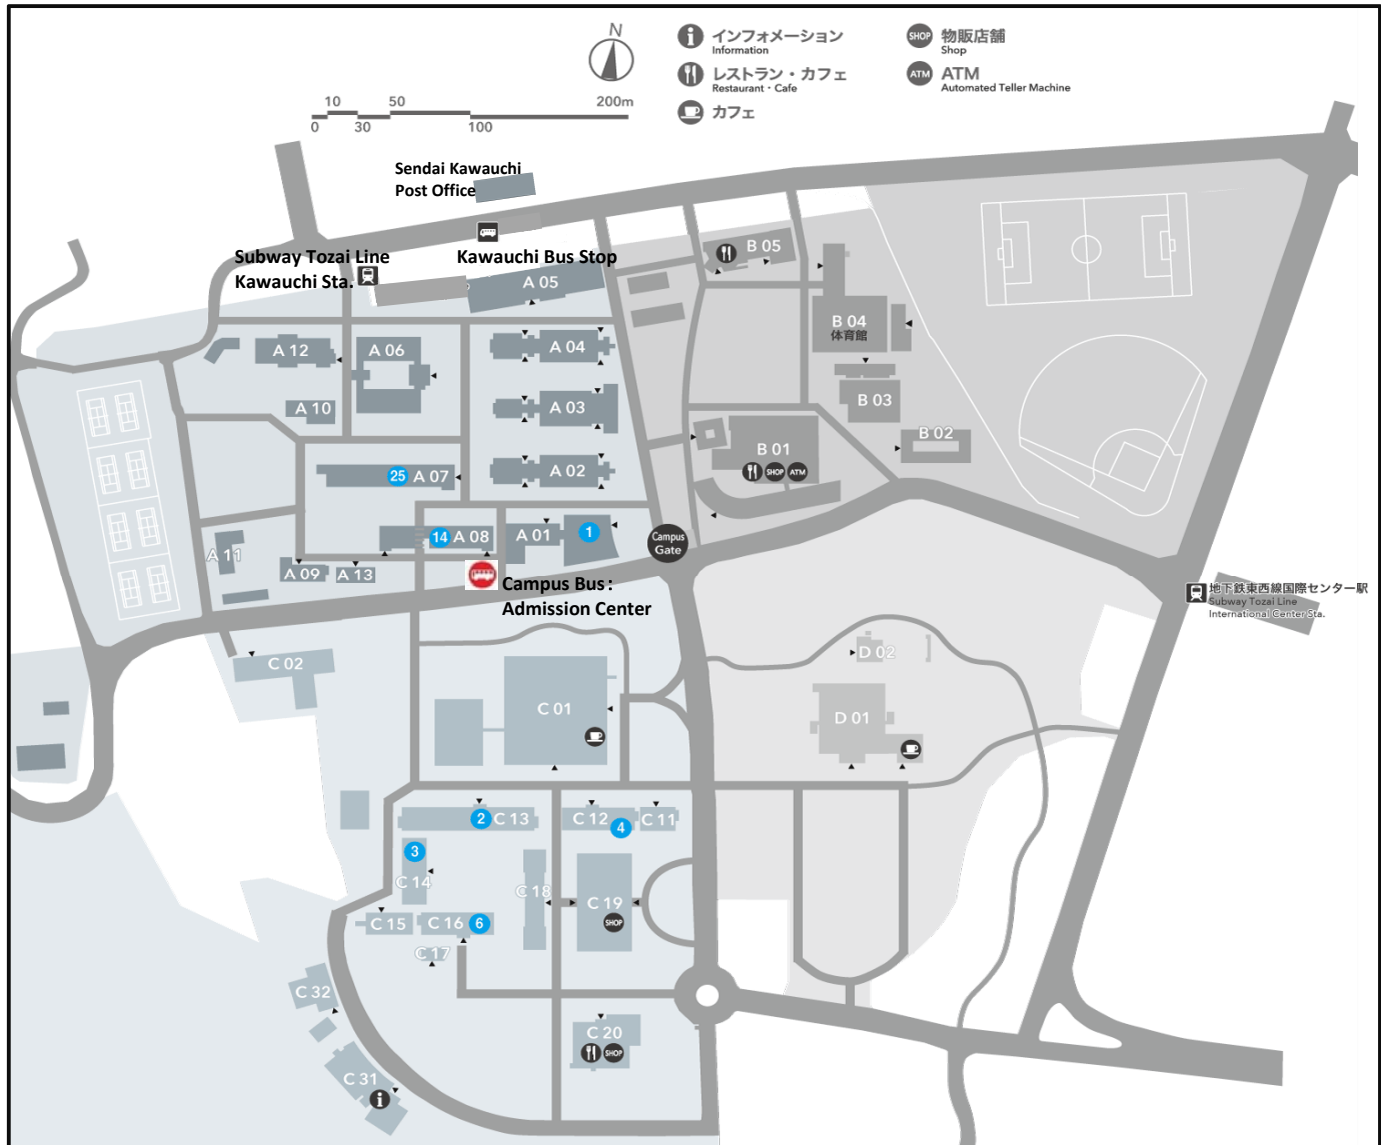 N
インフォメーション
Information
物販店舗
Shop
SHOP
レストラン・カフェ
Restaurant・Cafe
ATM
ATM
Automated Teller Machine
カフェ
10
50
200m
0
30
100
Sendai Kawauchi
Post Office
Subway Tozai Line
Kawauchi Sta.
Kawauchi Bus Stop
A 05
B 05
A 12
A 06
A 04
B 04
体育館
A 10
A 03
B 03
B 02
B 01
SHOP
ATM
25
A 07
A 02
14
A 08
A 01
1
Campus
Gate
A 11
A 09
A 13
Campus Bus：
Admission Center
地下鉄東西線国際センター駅
Subway Tozai Line
International Center Sta.
C 02
D 02
C 01
D 01
2
C 13
C 12
4
C 11
3
C 14
C 18
C 19
SHOP
C 15
C 16
6
C 17
C 32
C 20
SHOP
C 31
i